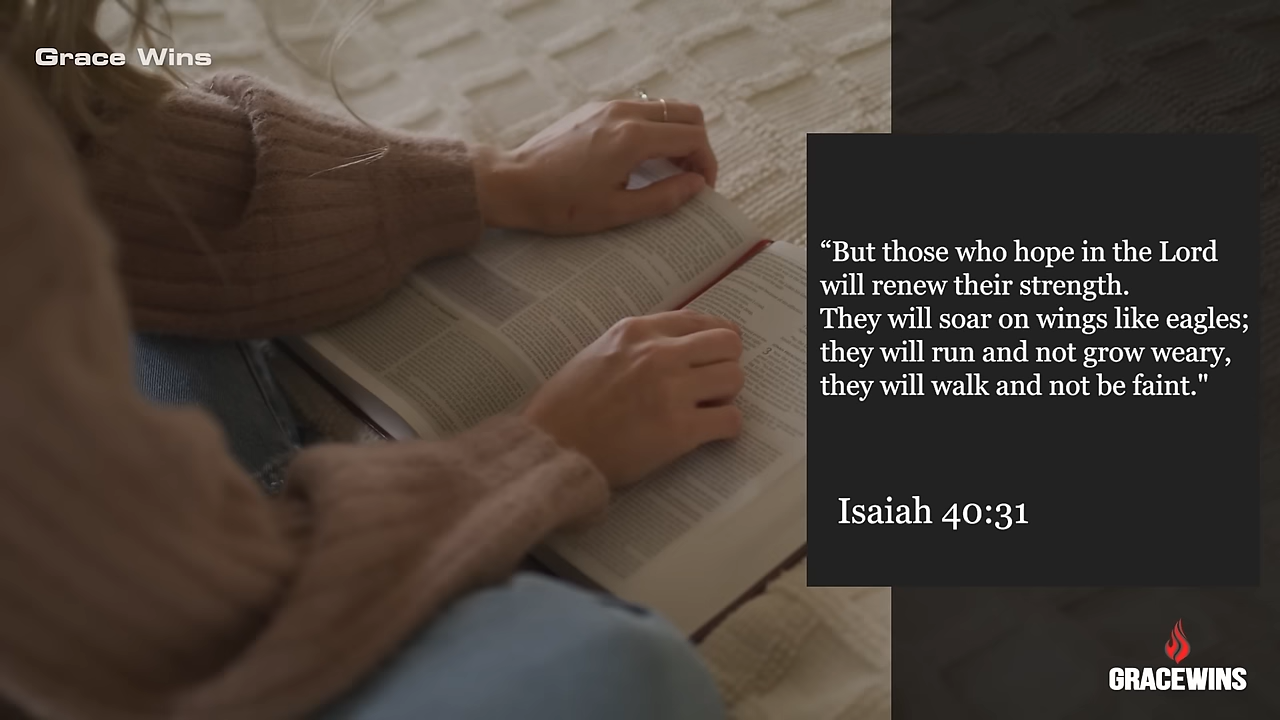 Grace Wins
“But those who hope in the Lord
will renew their strength.
They will soar on wings like eagles;
they will run and not grow weary,
they will walk and not be faint."
Isaiah 40:31
GRACEWINS